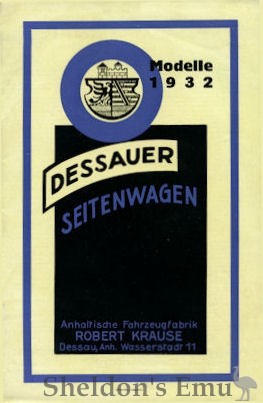 Modelle
1932
DESSAUER
SEITENWAGEN
Anhaltische Fahrzeugfabrik
ROBERT KRAUSE
Dessau, Anh. Wasserstadt 11
Sheldon's Emu